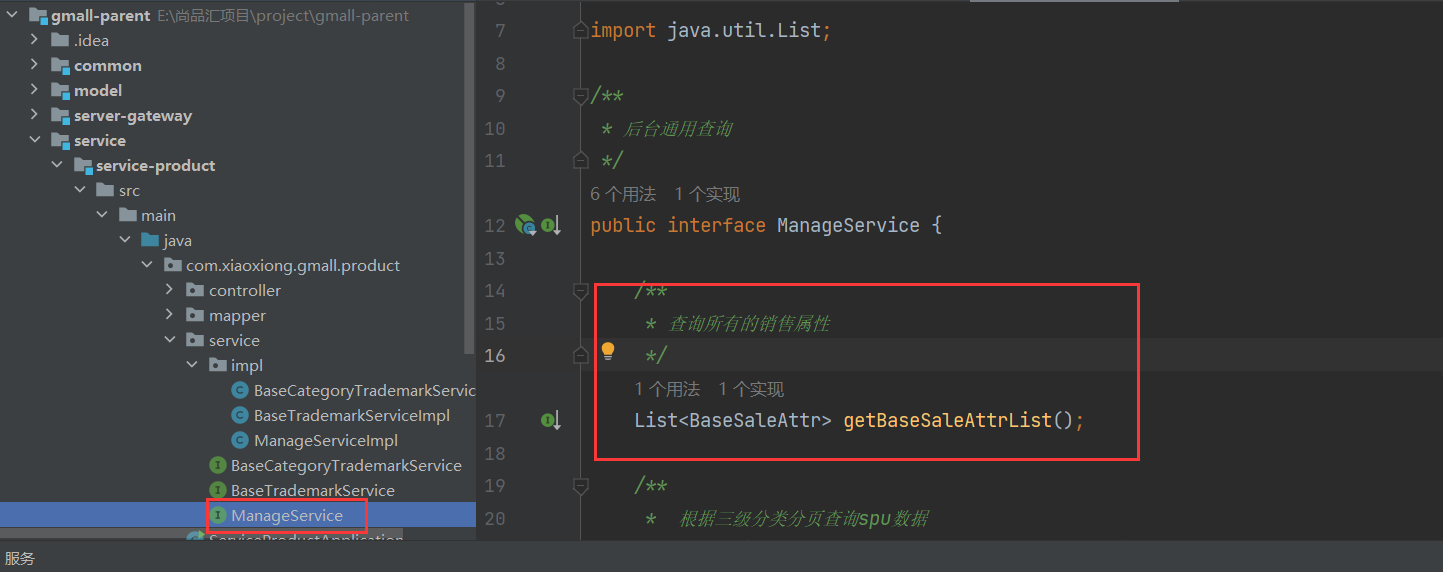 gmall-parent E:\尚品汇项目\project\gmall-parent
.idea
common
model
server-gateway
service
service-product
src
main
java
com.xiaoxiong.gmall.product
controller
mapper
service
impl
BaseCategoryTrademarkServic
BaseTrademarkServiceImpl
ManageServiceImpl
BaseCategoryTrademarkService
BaseTrademarkService
ManageService
ServiceProductApplication
7 import java.util.List;
8
9 /**
10 * 后台通用查询
11 */
6 个用法 1 个实现
12 public interface ManageService {
13
14 /**
15 * 查询所有的销售属性
16 */
1 个用法 1 个实现
17 List<BaseSaleAttr> getBaseSaleAttrList();
18
19 /**
20 * 根据三级分类分页查询spu数据
服务